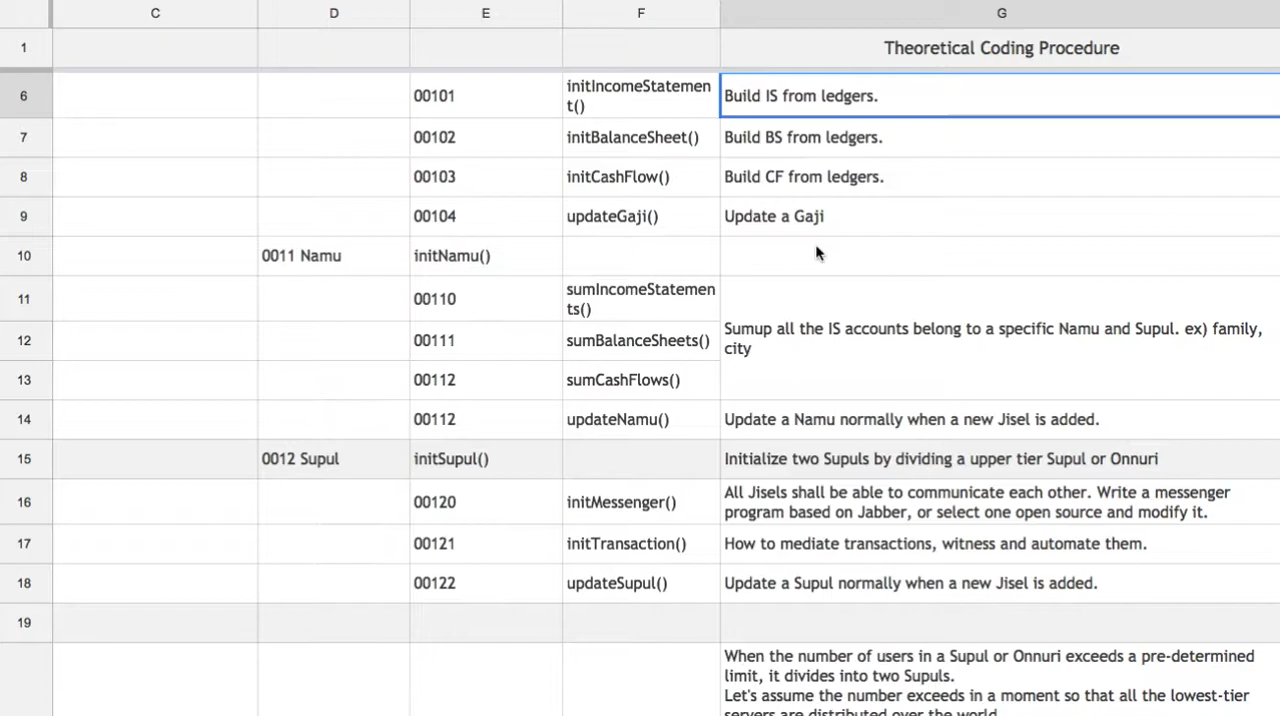 C D E F G
1 Theoretical Coding Procedure
6 00101 initIncomeStatemen Build IS from ledgers.
t()
7 00102 initBalanceSheet() Build BS from ledgers.
8 00103 initCashFlow() Build CF from ledgers.
9 00104 updateGaji() Update a Gaji
10 0011 Namu initNamu()
11 00110 sumIncomeStatemen
ts()
Sumup all the IS accounts belong to a specific Namu and Supul. ex) family,
city
12 00111 sumBalanceSheets()
13 00112 sumCashFlows()
14 00112 updateNamu() Update a Namu normally when a new Jisel is added.
15 0012 Supul initSupul() Initialize two Supuls by dividing a upper tier Supul or Onnuri
16 00120 initMessenger() All Jisels shall be able to communicate each other. Write a messenger
program based on Jabber, or select one open source and modify it.
17 00121 initTransaction() How to mediate transactions, witness and automate them.
18 00122 updateSupul() Update a Supul normally when a new Jisel is added.
19
When the number of users in a Supul or Onnuri exceeds a pre-determined
limit, it divides into two Supuls.
Let's assume the number exceeds in a moment so that all the lowest-tier
servers are distributed over the world.